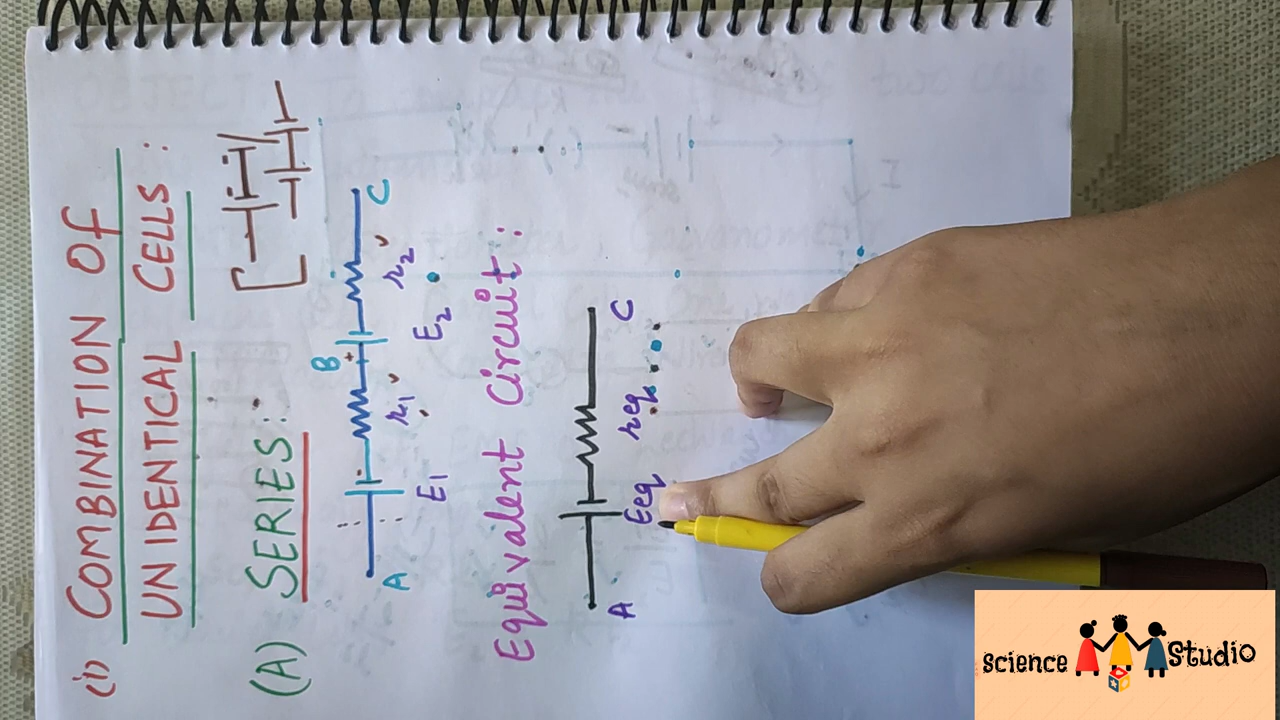 (i) COMBINATION Of
UNIDENTICAL CELLS:
(A) SERIES:
A B C
E1 r1 E2 r2
Equivalent Circuit:
A Eeq req C
Science Studio